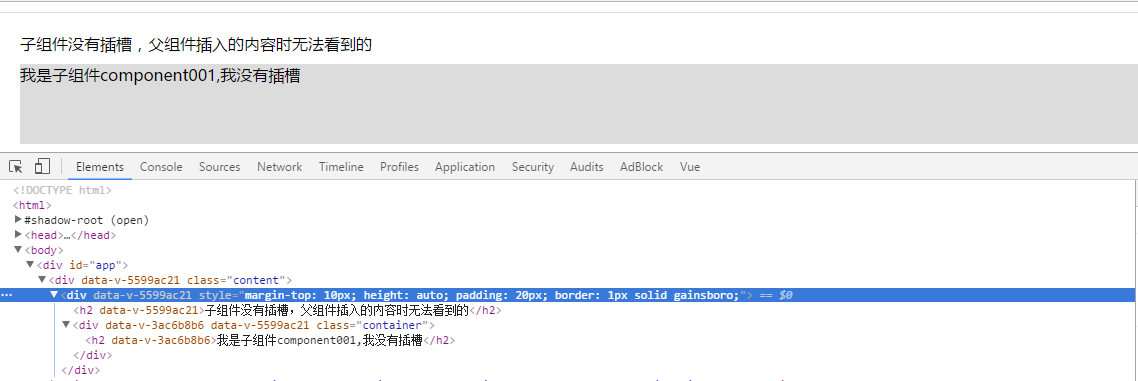 子组件没有插槽，父组件插入的内容时无法看到的
我是子组件component001,我没有插槽
Elements Console Sources Network Timeline Profiles Application Security Audits AdBlock Vue
<!DOCTYPE html>
<html>
#shadow-root (open)
<head>…</head>
<body>
<div id="app">
<div data-v-5599ac21 class="content">
<div data-v-5599ac21 style="margin-top: 10px; height: auto; padding: 20px; border: 1px solid gainsboro;"> == $0
<h2 data-v-5599ac21>子组件没有插槽，父组件插入的内容时无法看到的</h2>
<div data-v-3ac6b8b6 data-v-5599ac21 class="container">
<h2 data-v-3ac6b8b6>我是子组件component001,我没有插槽</h2>
</div>
</div>